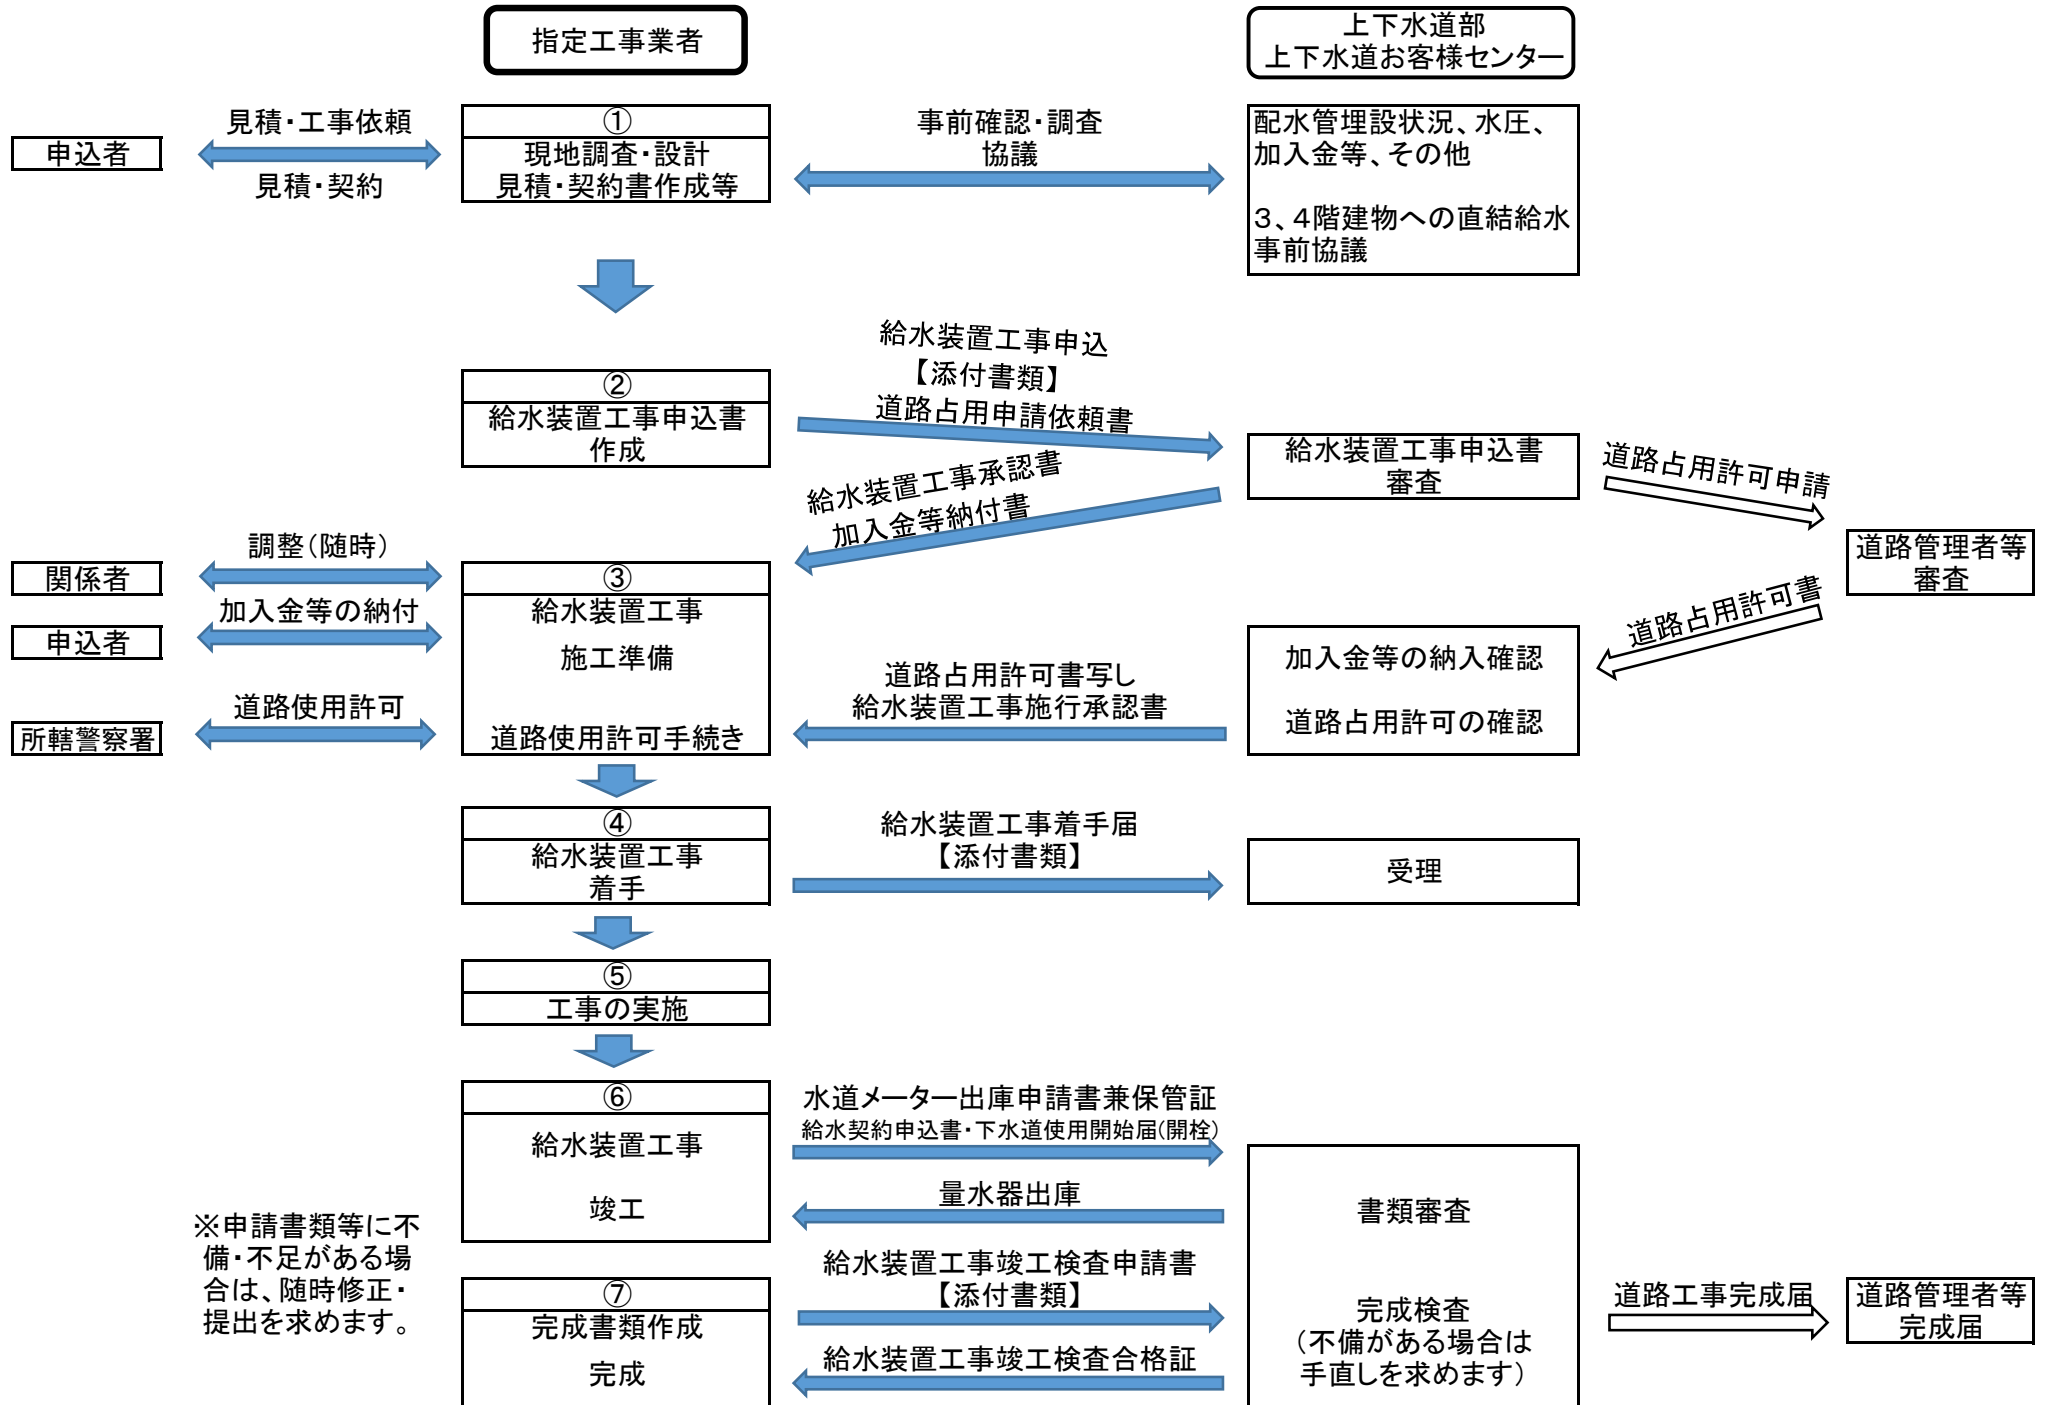 指定工事業者
上下水道部
上下水道お客様センター
申込者
見積・工事依頼
見積・契約
①
現地調査・設計
見積・契約書作成等
事前確認・調査
協議
配水管埋設状況、水圧、
加入金等、その他
3、4階建物への直結給水
事前協議
②
給水装置工事申込書
作成
給水装置工事申込
【添付書類】
道路占用申請依頼書
給水装置工事申込書
審査
道路占用許可申請
給水装置工事承認書
加入金等納付書
道路管理者等
審査
道路占用許可書
関係者
調整(随時)
申込者
加入金等の納付
所轄警察署
道路使用許可
③
給水装置工事
施工準備
道路使用許可手続き
道路占用許可書写し
給水装置工事施行承認書
加入金等の納入確認
道路占用許可の確認
④
給水装置工事
着手
給水装置工事着手届
【添付書類】
受理
⑤
工事の実施
⑥
給水装置工事
竣工
水道メーター出庫申請書兼保管証
給水契約申込書・下水道使用開始届(開栓)
量水器出庫
書類審査
※申請書類等に不
備・不足がある場
合は、随時修正・
提出を求めます。
⑦
完成書類作成
完成
給水装置工事竣工検査申請書
【添付書類】
給水装置工事竣工検査合格証
完成検査
(不備がある場合は
手直しを求めます)
道路工事完成届
道路管理者等
完成届